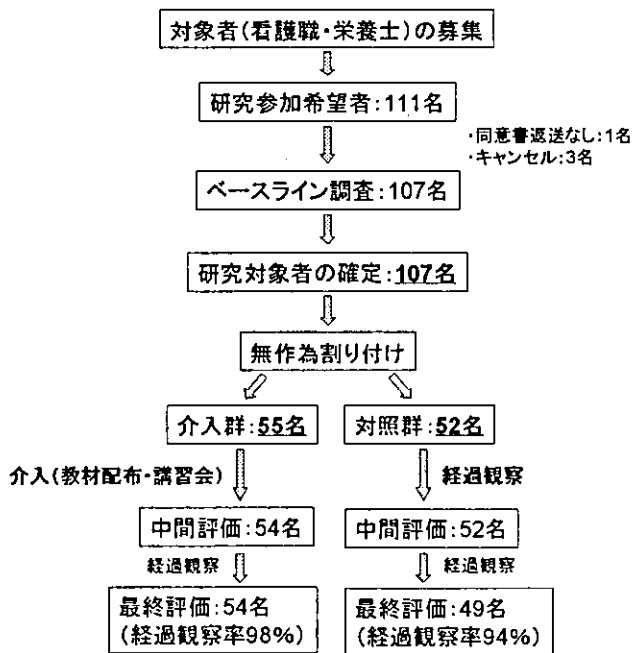 対象者(看護職・栄養士)の募集
研究参加希望者:111名
・同意書返送なし:1名
・キャンセル:3名
ベースライン調査:107名
研究対象者の確定:107名
無作為割り付け
介入群:55名
対照群:52名
介入(教材配布・講習会)
経過観察
中間評価:54名
中間評価:52名
経過観察
経過観察
最終評価:54名
(経過観察率98%)
最終評価:49名
(経過観察率94%)